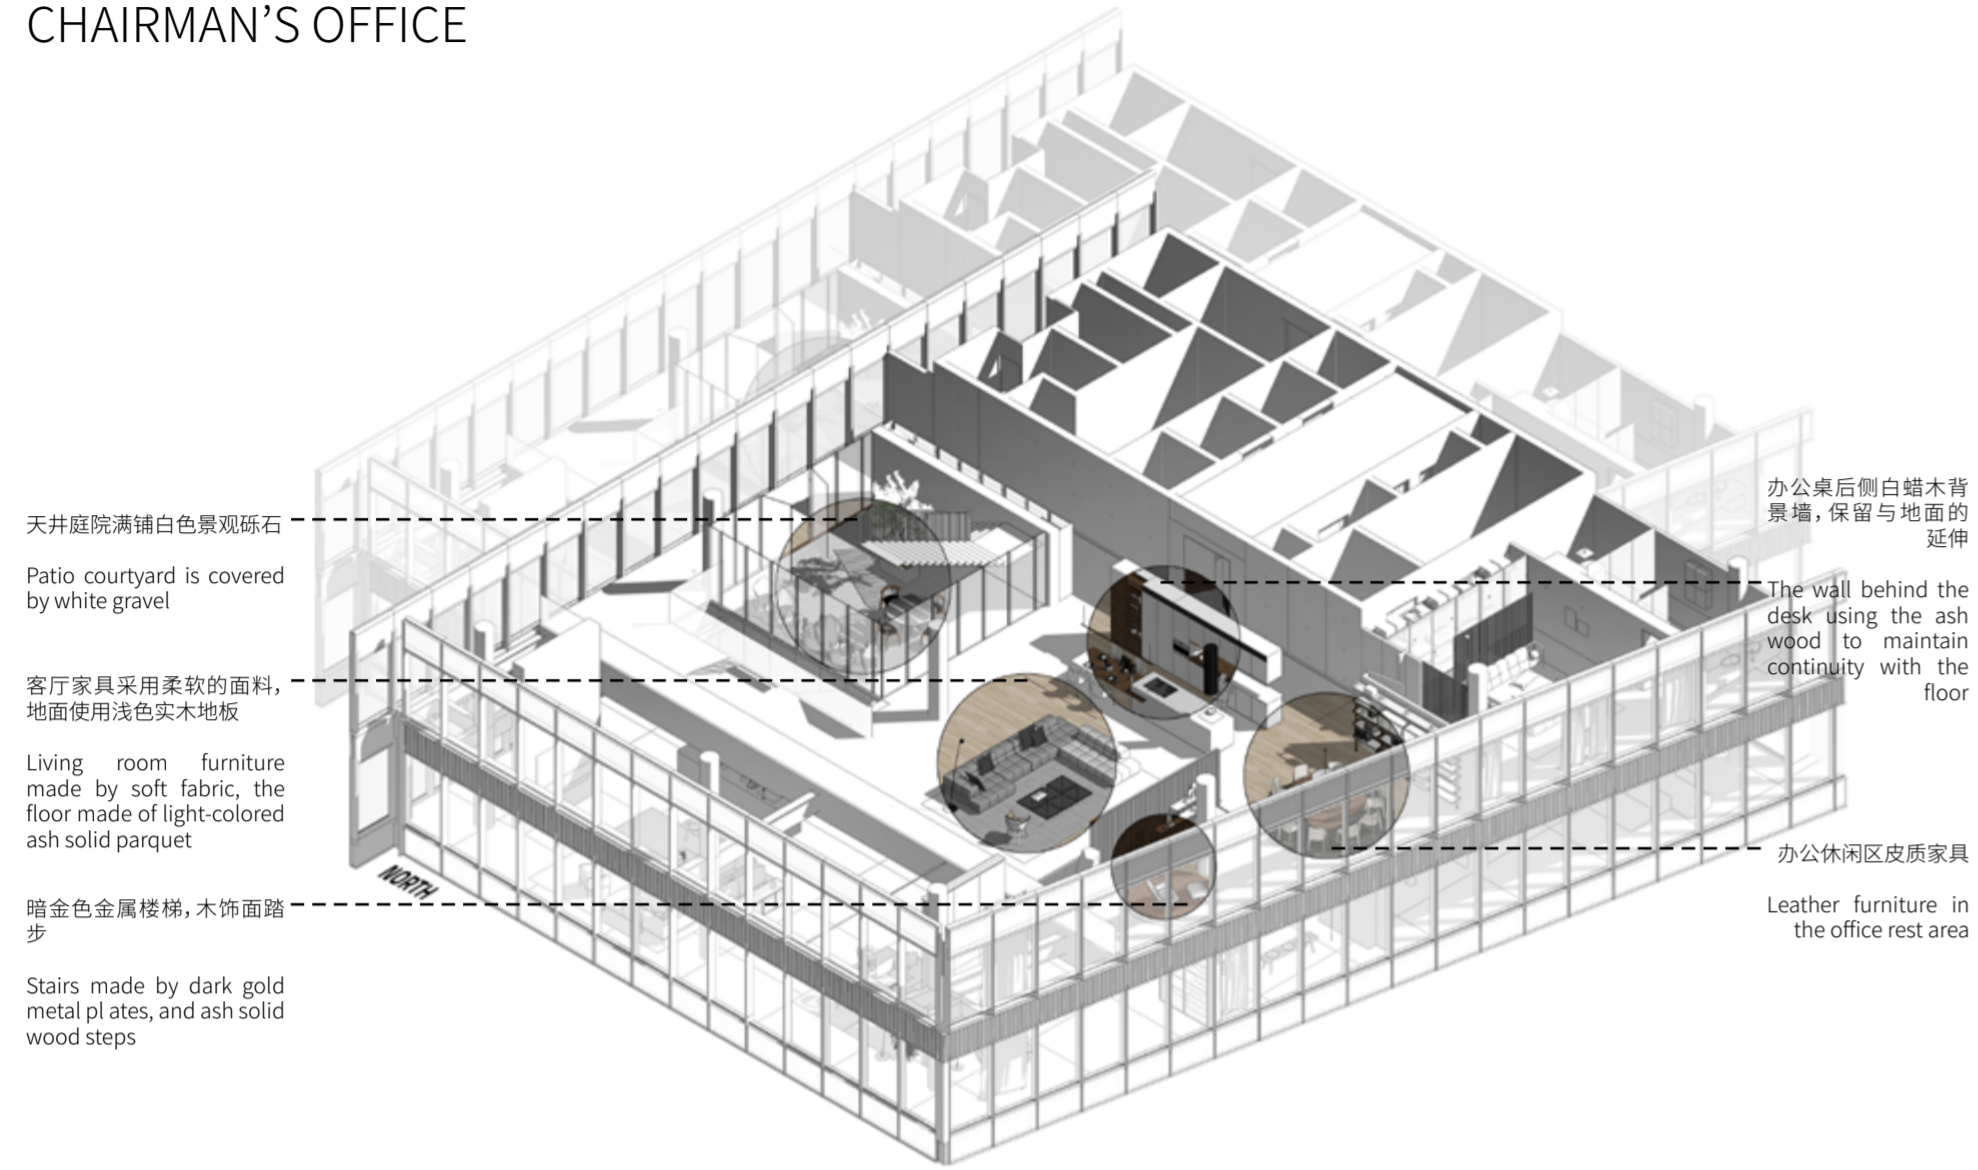 CHAIRMAN’S OFFICE
天井庭院满铺白色景观砾石
Patio courtyard is covered
by white gravel
客厅家具采用柔软的面料，
地面使用浅色实木地板
Living room furniture
made by soft fabric, the
floor made of light-colored
ash solid parquet
暗金色金属楼梯，木饰面踏
步
Stairs made by dark gold
metal pl ates, and ash solid
wood steps
NORTH
办公桌后侧白蜡木背
景墙，保留与地面的
延伸
The wall behind the
desk using the ash
wood to maintain
continuity with the
floor
办公休闲区皮质家具
Leather furniture in
the office rest area